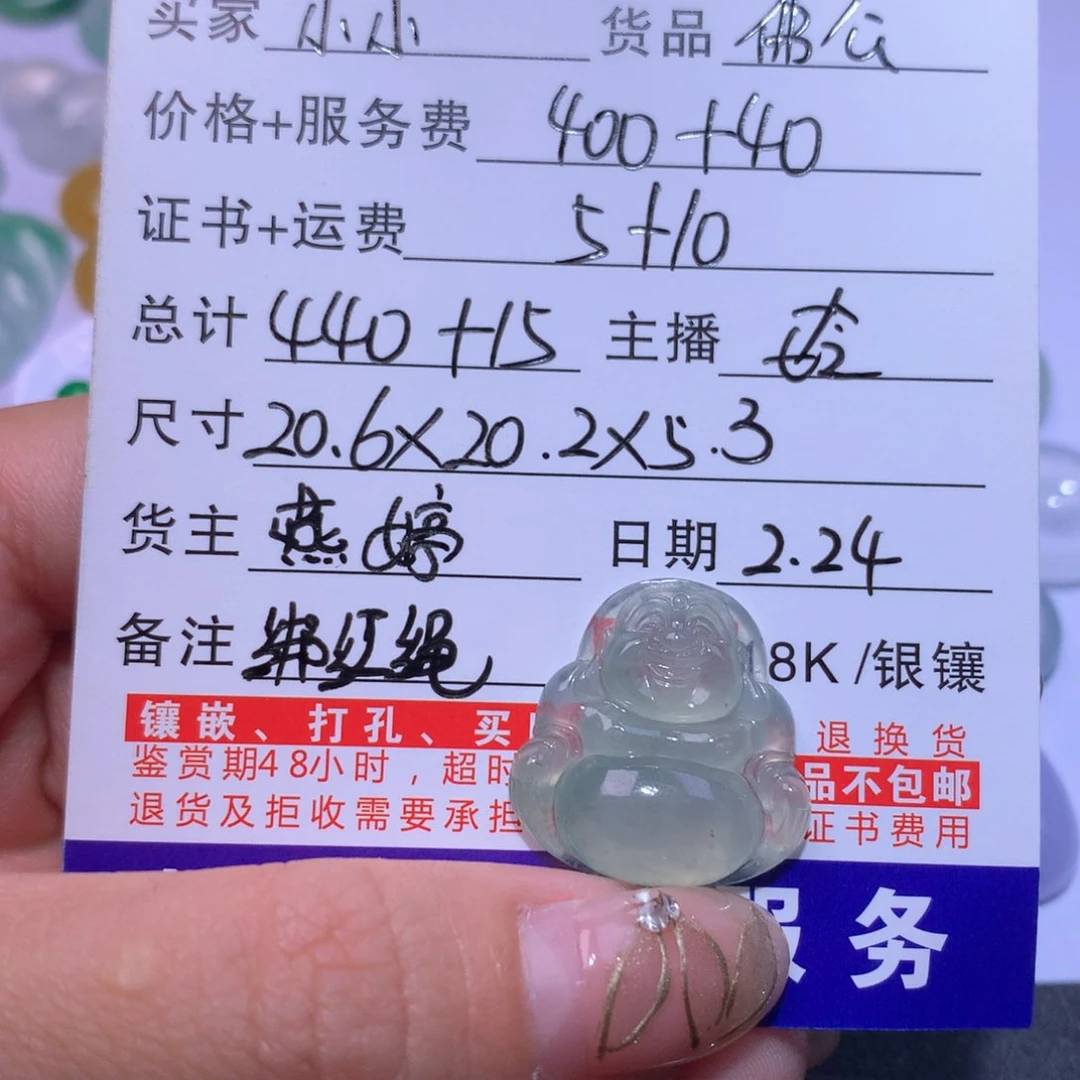 买家 小小 货品 佛公
价格+服务费 400+40
证书+运费 5+10
总计 440+15 主播
尺寸 20.6×20.2×5.3
货主 燕婷 日期 2.24
备注 绑红绳 8K /银镶
镶嵌、打孔、买 退换货
鉴赏期48小时，超时 品不包邮
退货及拒收需要承担 证书费用
服务